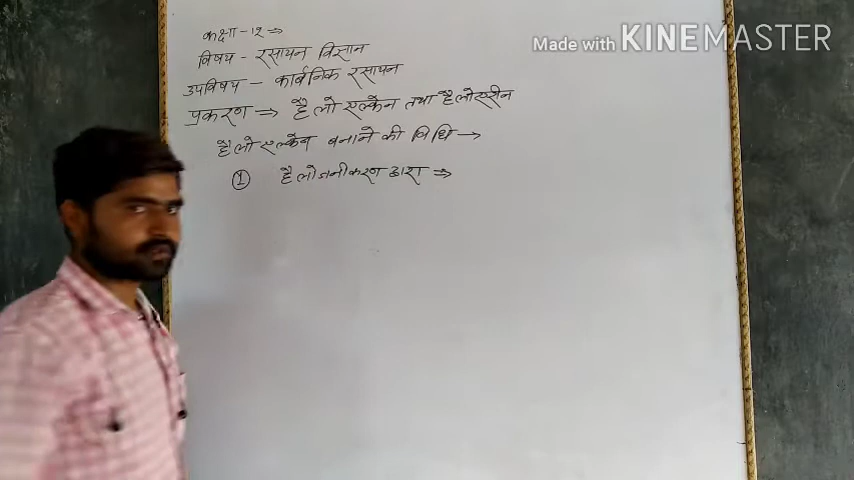 कक्षा - १२ ⇒
विषय - रसायन विज्ञान
उपविषय - कार्बनिक रसायन
प्रकरण ⇒ हैलो एल्केन तथा हैलोएरीन
हैलो एल्केन बनाने की विधि →
① हैलोजनीकरण द्वारा ⇒
Made with KINEMASTER